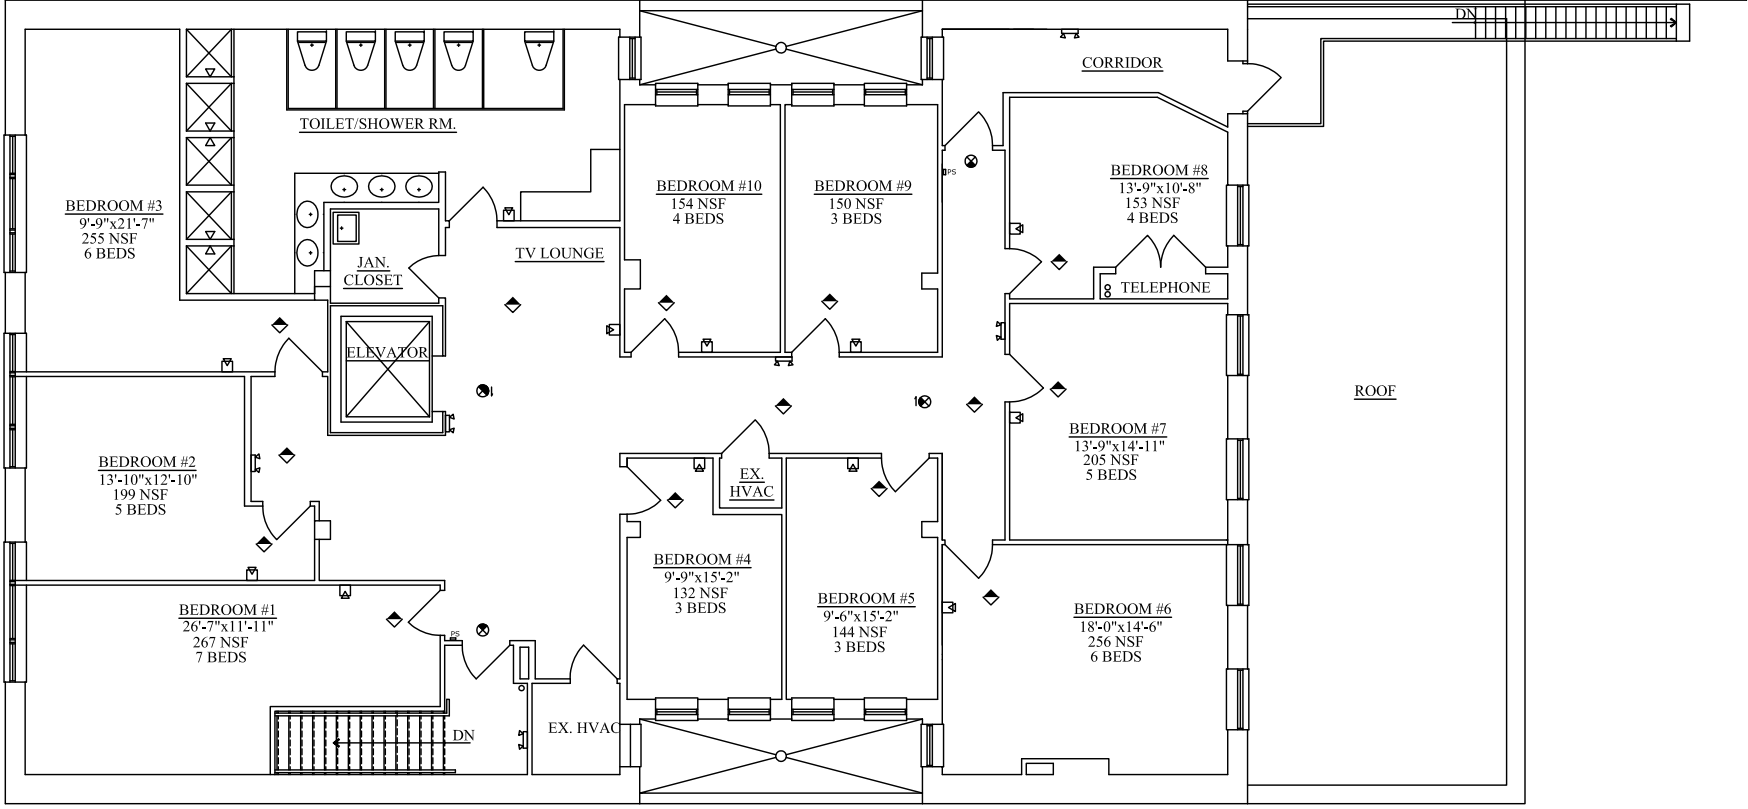 DN
CORRIDOR
TOILET/SHOWER RM.
BEDROOM #3
9'-9"x21'-7"
255 NSF
6 BEDS
BEDROOM #10
154 NSF
4 BEDS
BEDROOM #9
150 NSF
3 BEDS
PS
BEDROOM #8
13'-9"x10'-8"
153 NSF
4 BEDS
JAN.
CLOSET
TV LOUNGE
TELEPHONE
ELEVATOR
ROOF
1
1
BEDROOM #2
13'-10"x12'-10"
199 NSF
5 BEDS
EX.
HVAC
BEDROOM #7
13'-9"x14'-11"
205 NSF
5 BEDS
BEDROOM #1
26'-7"x11'-11"
267 NSF
7 BEDS
PS
BEDROOM #4
9'-9"x15'-2"
132 NSF
3 BEDS
BEDROOM #5
9'-6"x15'-2"
144 NSF
3 BEDS
BEDROOM #6
18'-0"x14'-6"
256 NSF
6 BEDS
DN
EX. HVAC